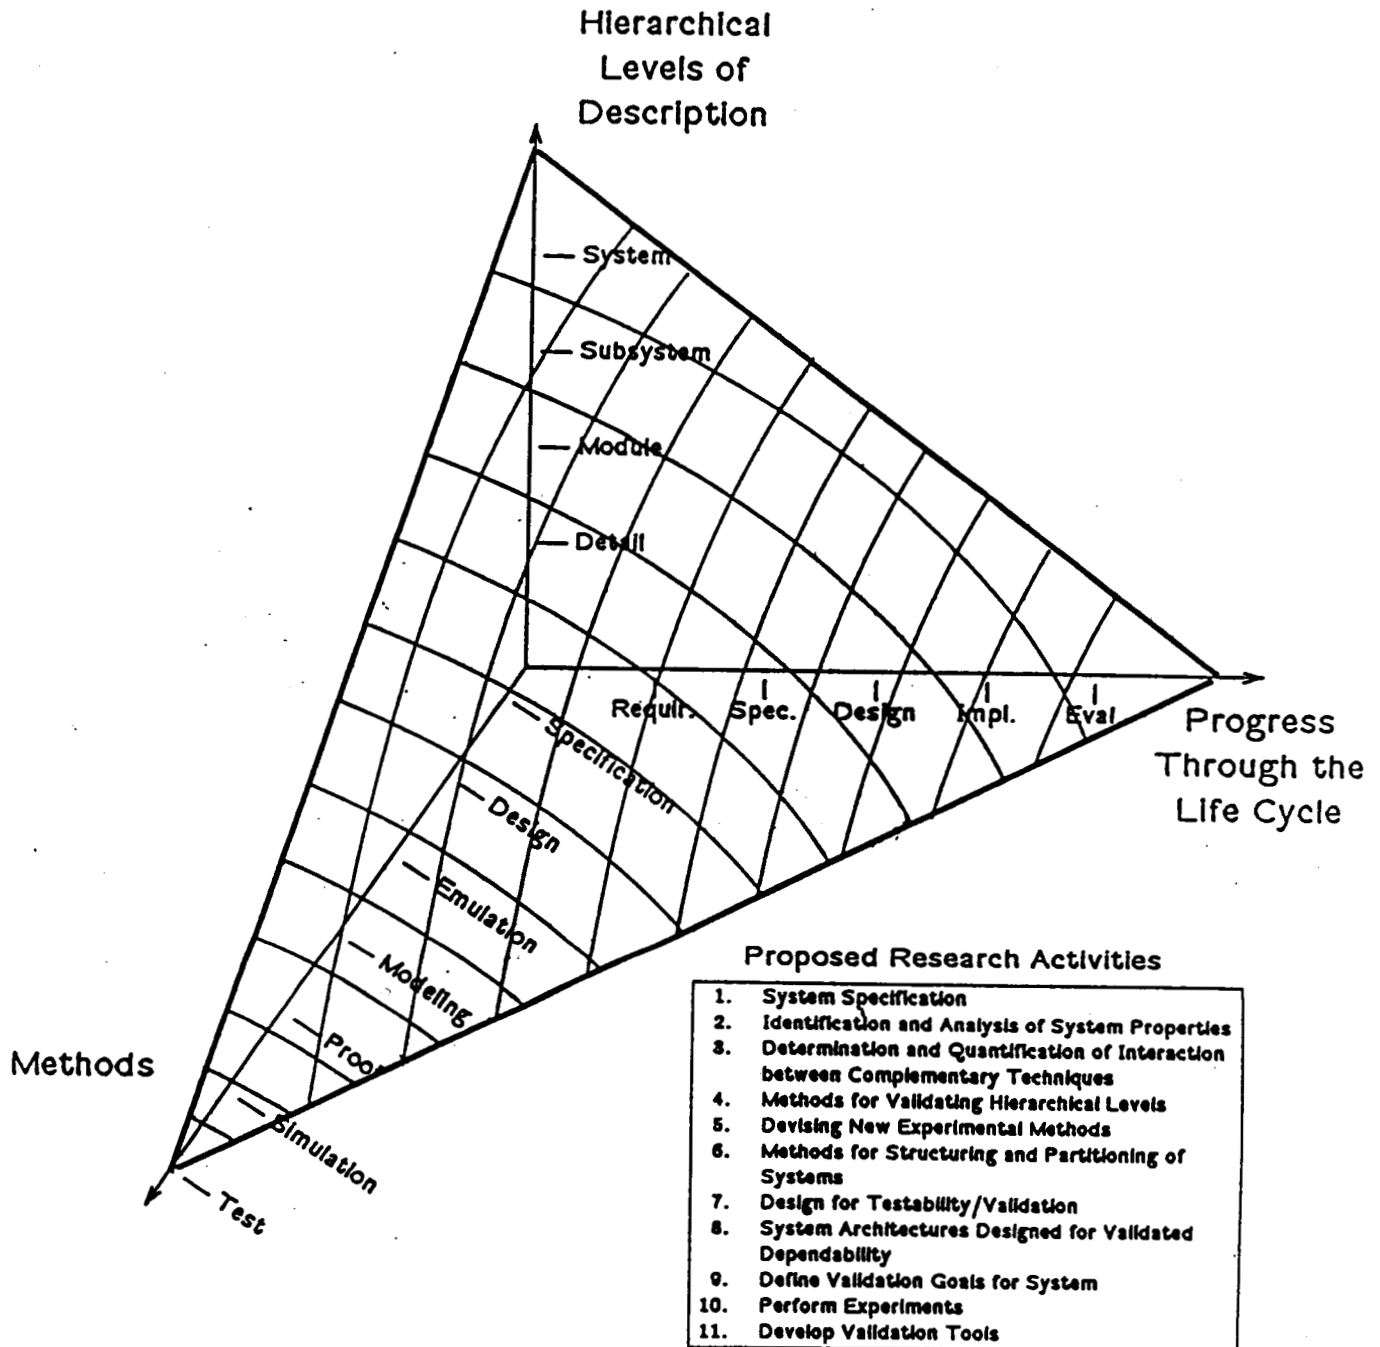 Hierarchical
Levels of
Description
System
Subsystem
Module
Detail
Requir.
Spec.
Design
Impl.
Eval
Progress
Through the
Life Cycle
Specification
Design
Emulation
Modeling
Proof
Simulation
Test
Methods
Proposed Research Activities
1. System Specification
2. Identification and Analysis of System Properties
3. Determination and Quantification of Interaction
between Complementary Techniques
4. Methods for Validating Hierarchical Levels
5. Devising New Experimental Methods
6. Methods for Structuring and Partitioning of
Systems
7. Design for Testability/Validation
8. System Architectures Designed for Validated
Dependability
9. Define Validation Goals for System
10. Perform Experiments
11. Develop Validation Tools